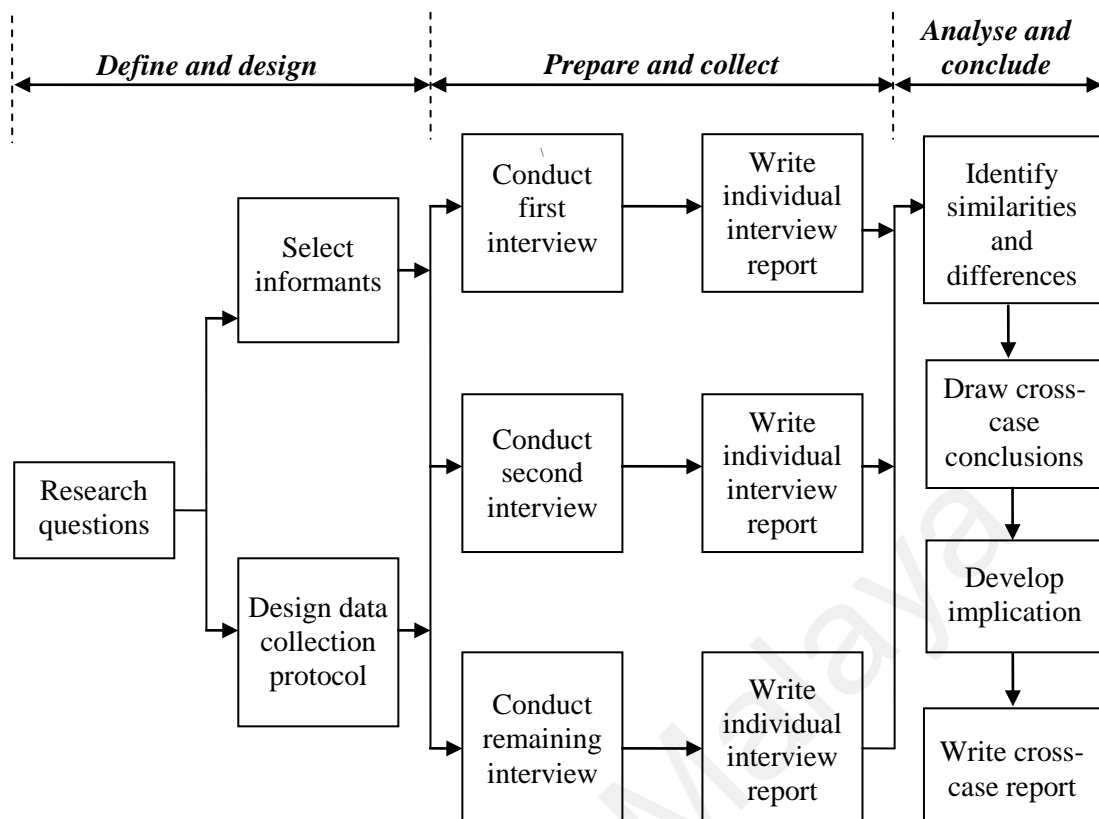 Define and design
Prepare and collect
Analyse and
conclude
Research
questions
Select
informants
Design data
collection
protocol
Conduct
first
interview
Write
individual
interview
report
Conduct
second
interview
Write
individual
interview
report
Conduct
remaining
interview
Write
individual
interview
report
Identify
similarities
and
differences
Draw cross-
case
conclusions
Develop
implication
Write cross-
case report
Malaya